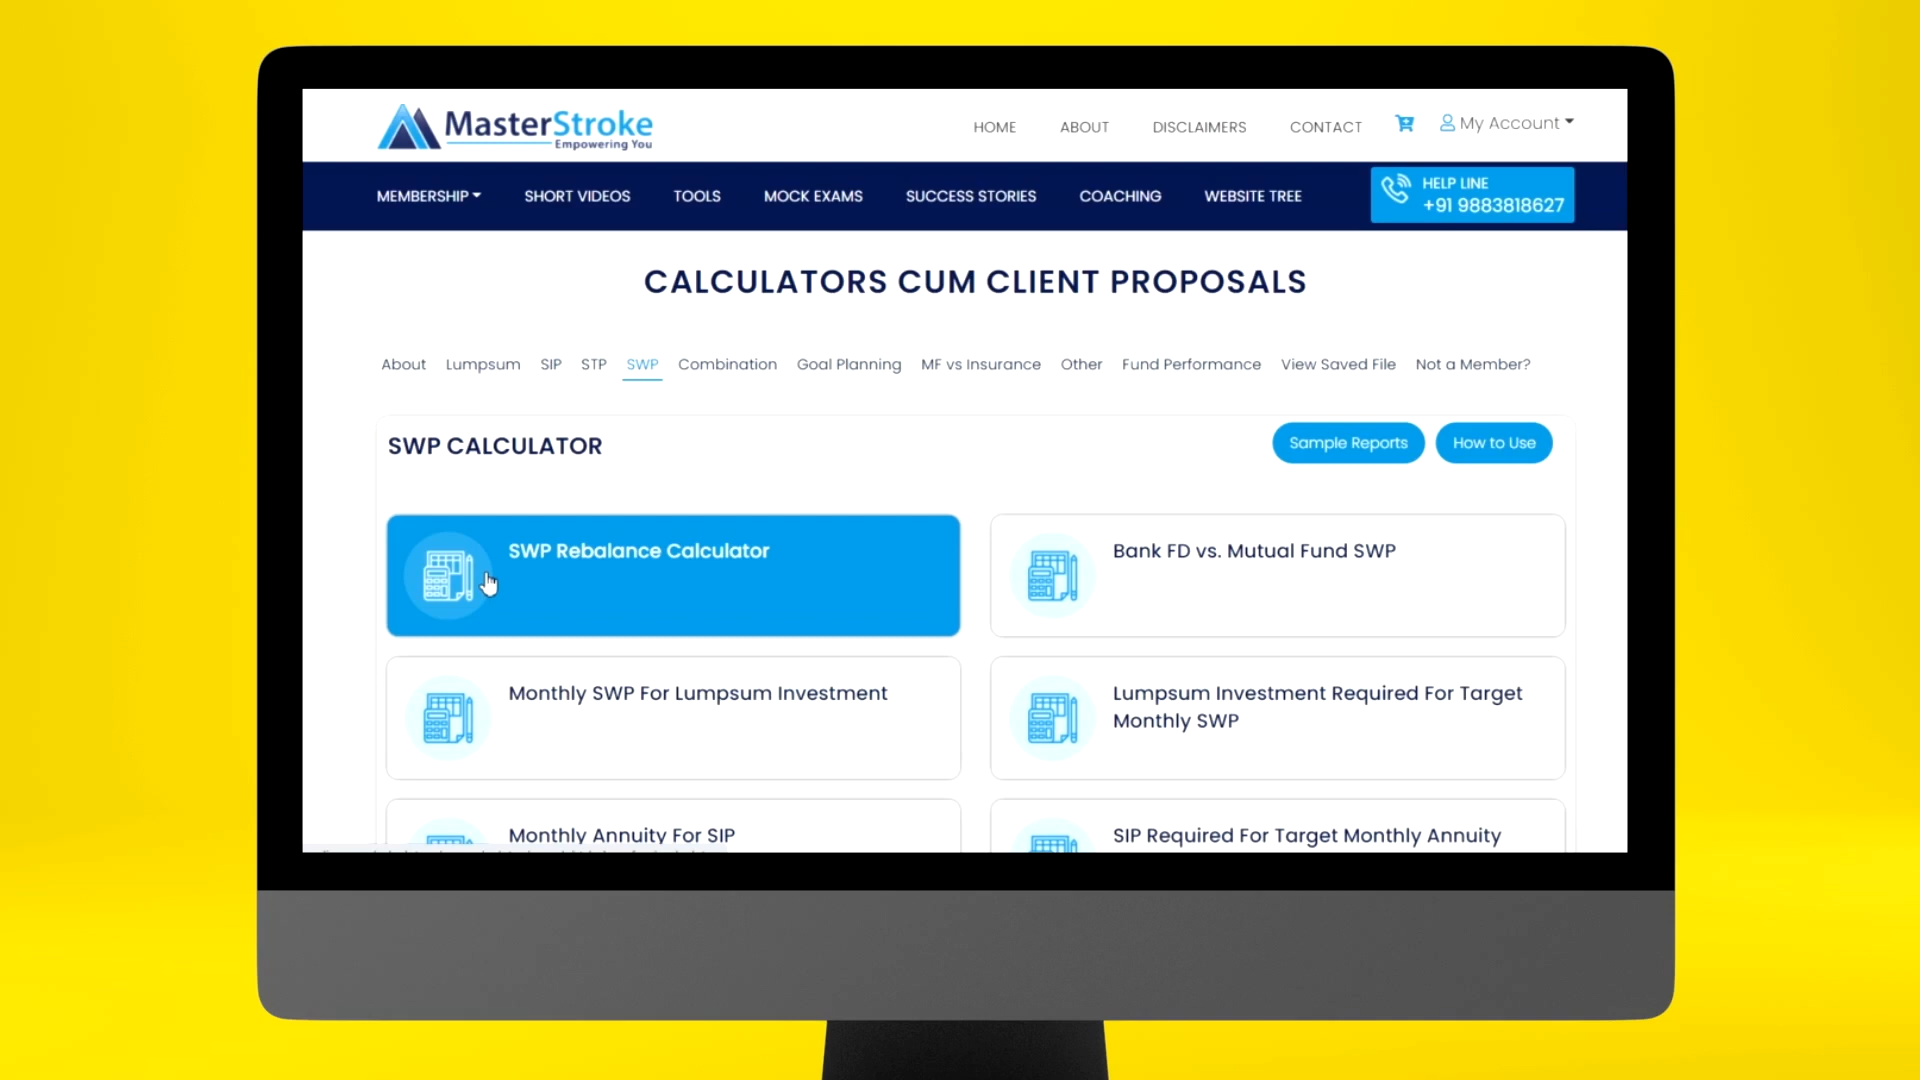 MasterStroke
Empowering You
HOME ABOUT DISCLAIMERS CONTACT My Account
MEMBERSHIP SHORT VIDEOS TOOLS MOCK EXAMS SUCCESS STORIES COACHING WEBSITE TREE
HELP LINE
+91 9883818627
CALCULATORS CUM CLIENT PROPOSALS
About Lumpsum SIP STP SWP Combination Goal Planning MF vs Insurance Other Fund Performance View Saved File Not a Member?
SWP CALCULATOR
Sample Reports How to Use
SWP Rebalance Calculator
Bank FD vs. Mutual Fund SWP
Monthly SWP For Lumpsum Investment
Lumpsum Investment Required For Target
Monthly SWP
Monthly Annuity For SIP
SIP Required For Target Monthly Annuity